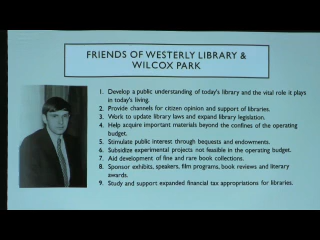 FRIENDS OF WESTERLY LIBRARY &
WILCOX PARK
1. Develop a public understanding of today's library and the vital role it plays
in today's living.
2. Provide channels for citizen opinion and support of libraries.
3. Work to update library laws and expand library legislation.
4. Help acquire important materials beyond the confines of the operating
budget.
5. Stimulate public interest through bequests and endowments.
6. Subsidize experimental projects not feasible in the operating budget.
7. Aid development of fine and rare book collections.
8. Sponsor exhibits, speakers, film programs, book reviews and literary
awards.
9. Study and support expanded financial tax appropriations for libraries.